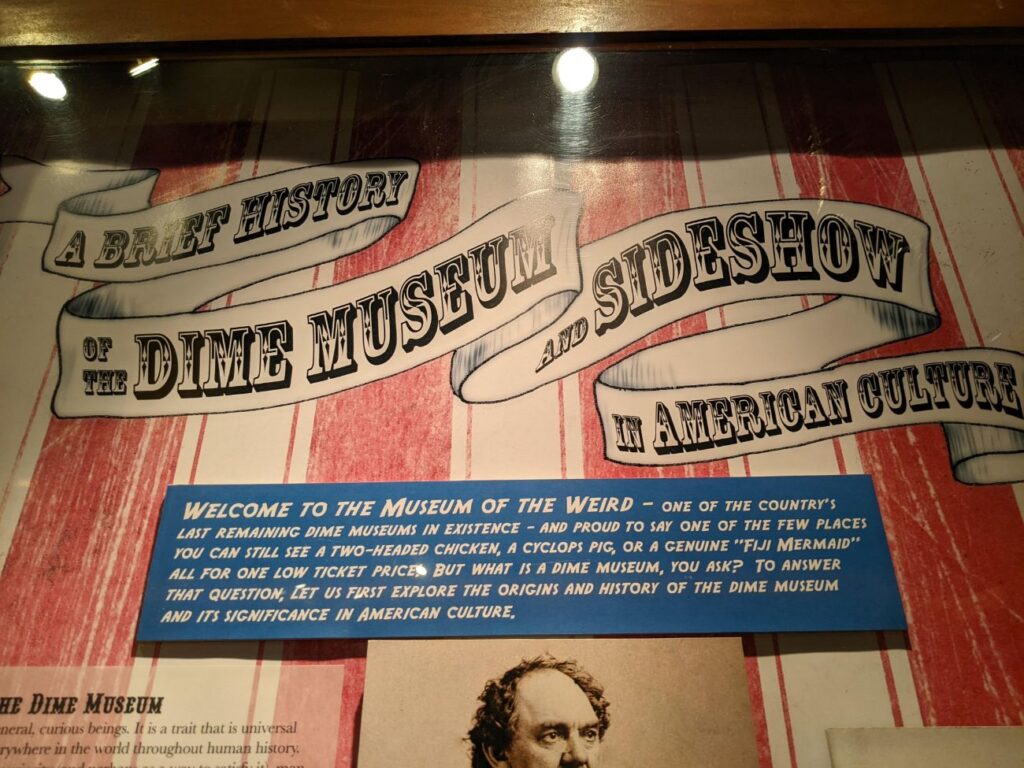 A BRIEF HISTORY
OF THE DIME MUSEUM
AND SIDESHOW
IN AMERICAN CULTURE
WELCOME TO THE MUSEUM OF THE WEIRD – ONE OF THE COUNTRY'S
LAST REMAINING DIME MUSEUMS IN EXISTENCE – AND PROUD TO SAY ONE OF THE FEW PLACES
YOU CAN STILL SEE A TWO-HEADED CHICKEN, A CYCLOPS PIG, OR A GENUINE "FIJI MERMAID"
ALL FOR ONE LOW TICKET PRICE. BUT WHAT IS A DIME MUSEUM, YOU ASK? TO ANSWER
THAT QUESTION, LET US FIRST EXPLORE THE ORIGINS AND HISTORY OF THE DIME MUSEUM
AND ITS SIGNIFICANCE IN AMERICAN CULTURE.
HE DIME MUSEUM
neral, curious beings. It is a trait that is universal
rywhere in the world throughout human history.